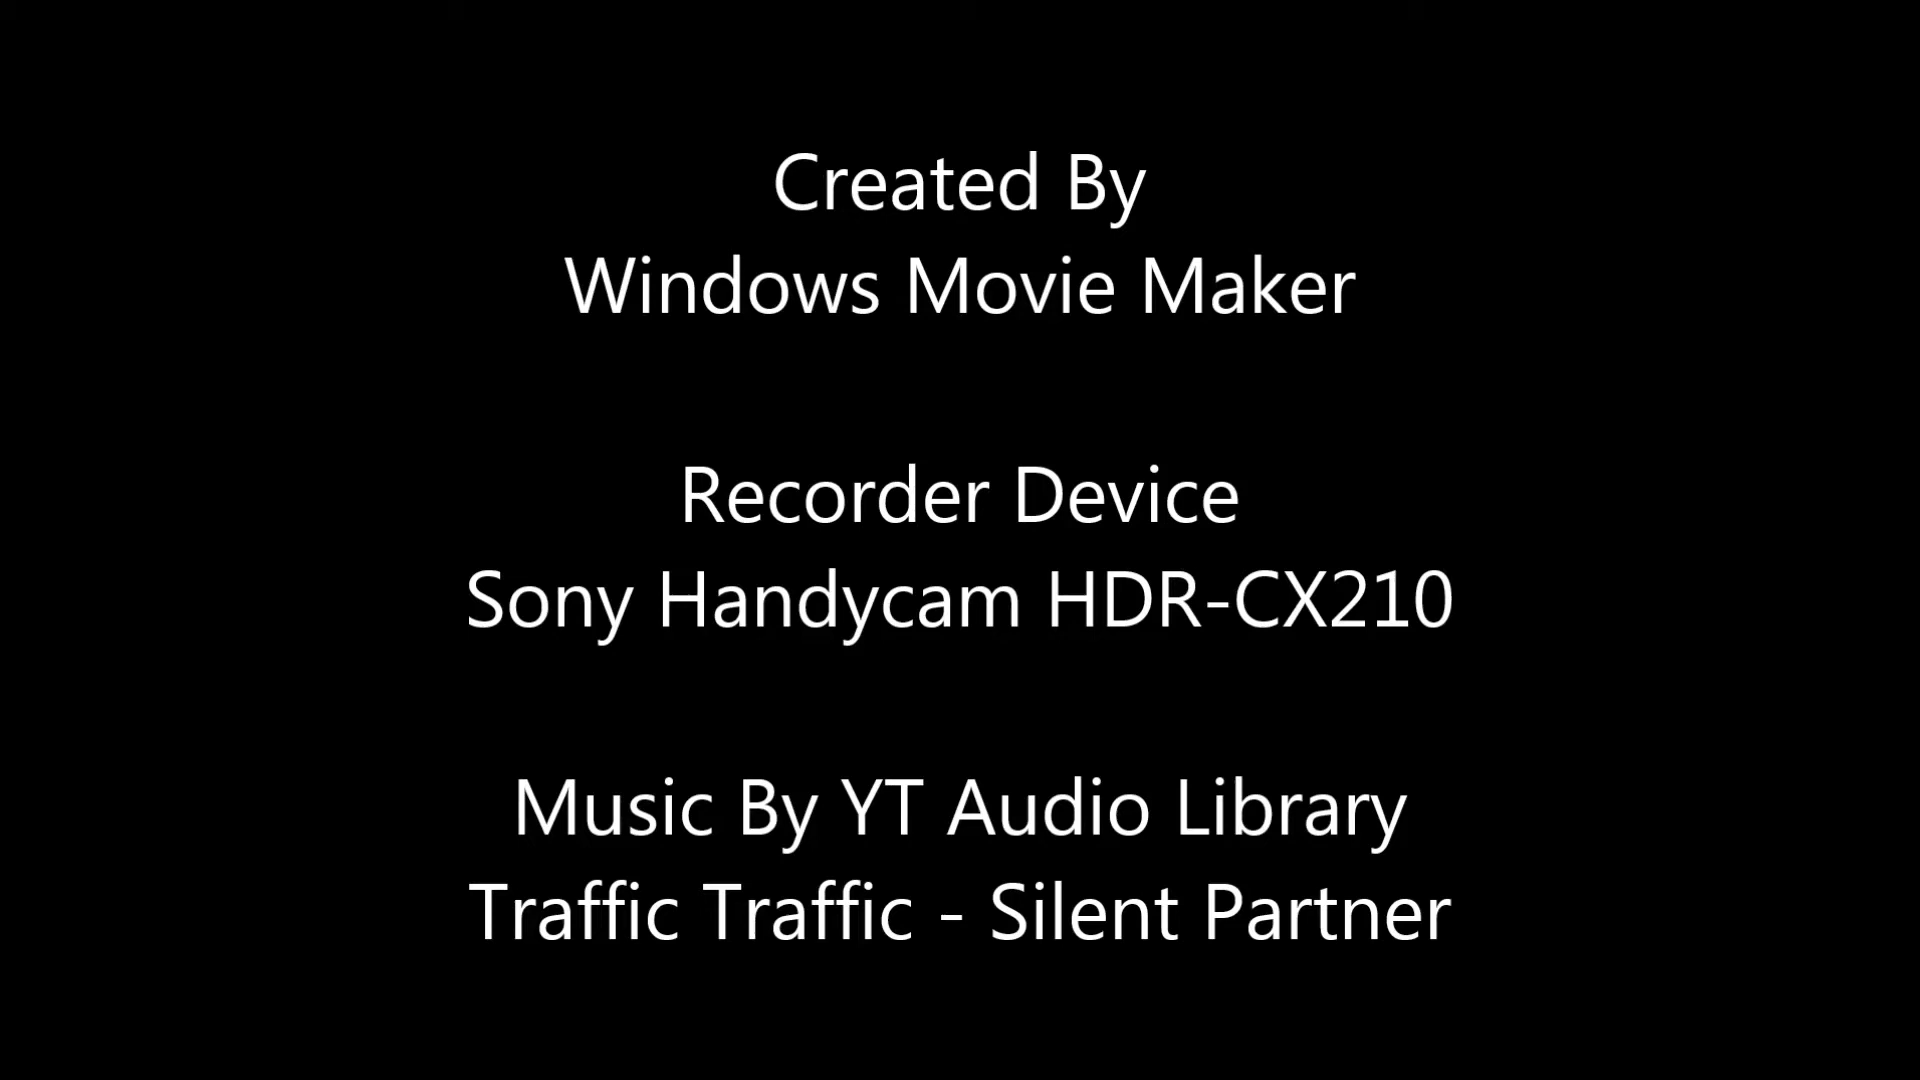 Created By
Windows Movie Maker
Recorder Device
Sony Handycam HDR-CX210
Music By YT Audio Library
Traffic Traffic - Silent Partner